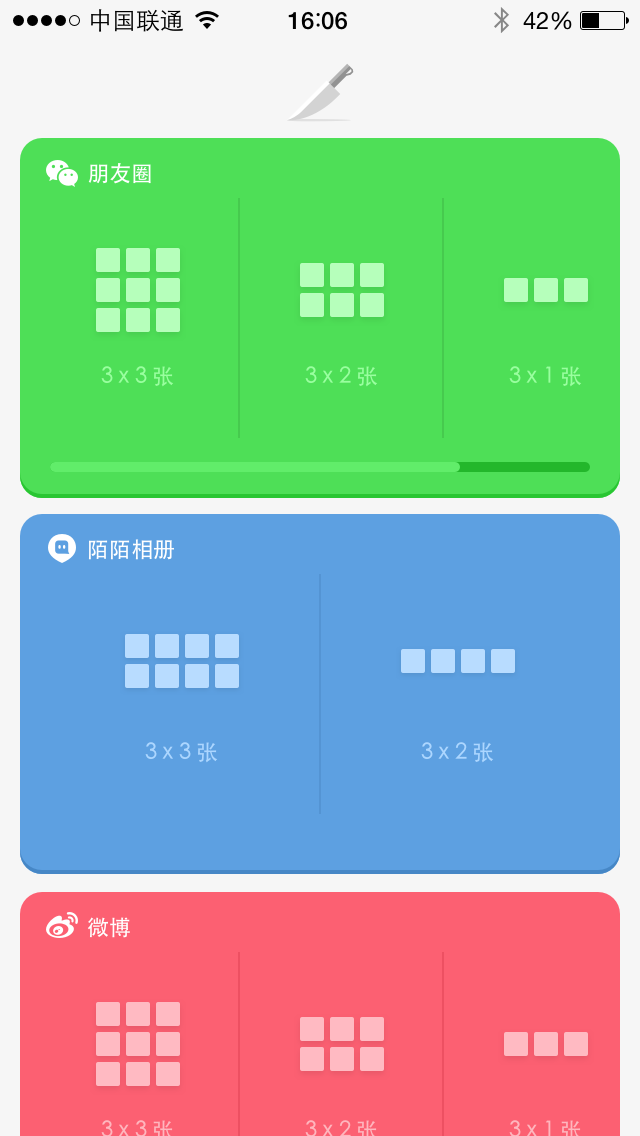 中国联通 16:06 42%
朋友圈
3 x 3 张 3 x 2 张 3 x 1 张
陌陌相册
3 x 3 张 3 x 2 张
微博
3 x 3 张 3 x 2 张 3 x 1 张